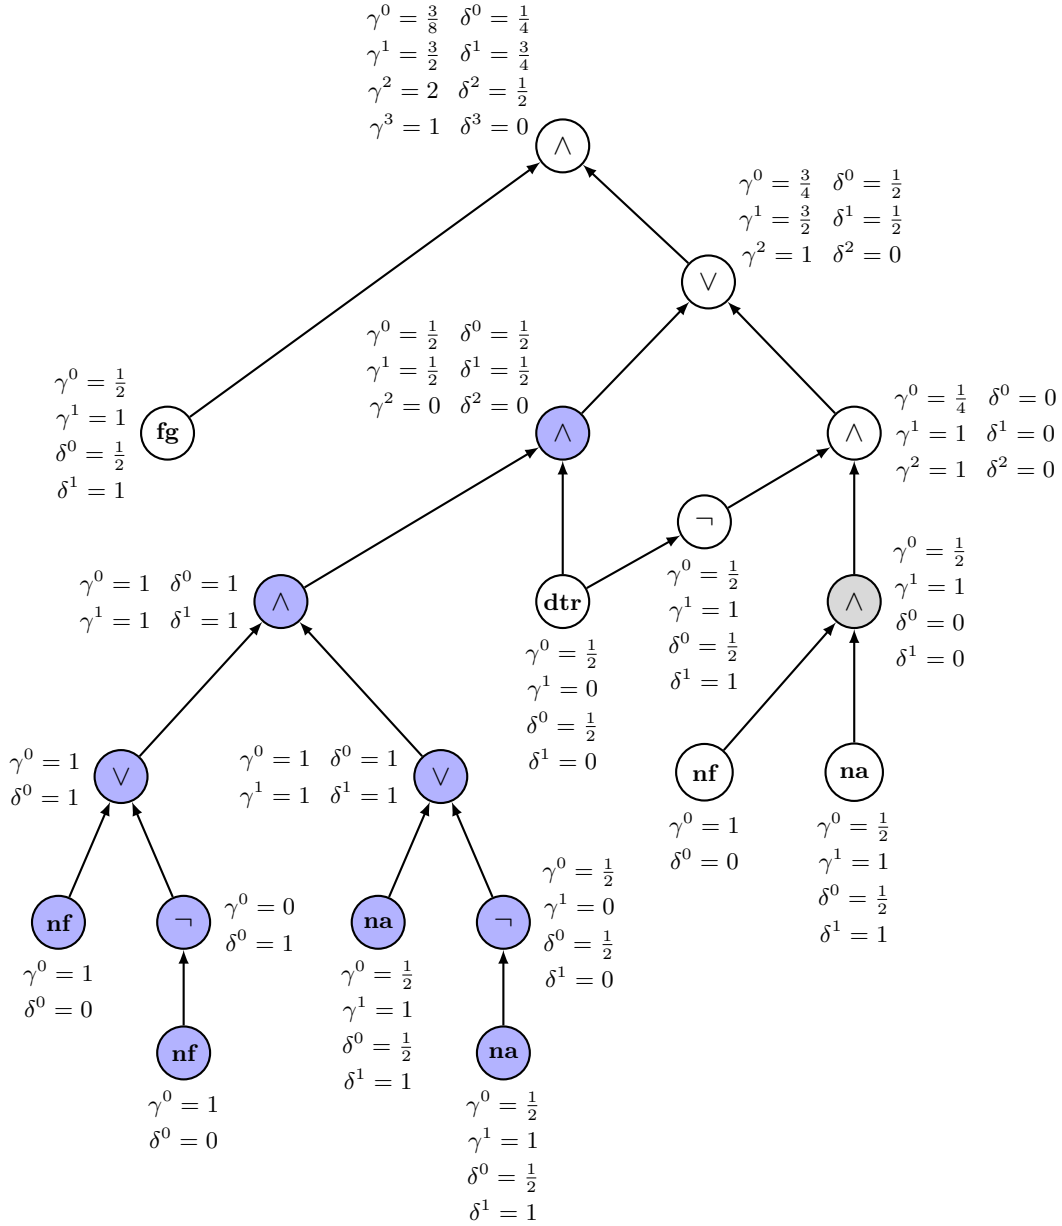 γ⁰ = 3/8 δ⁰ = 1/4
γ¹ = 3/2 δ¹ = 3/4
γ² = 2 δ² = 1/2
γ³ = 1 δ³ = 0
∧
γ⁰ = 3/4 δ⁰ = 1/2
γ¹ = 3/2 δ¹ = 1/2
γ² = 1 δ² = 0
∨
γ⁰ = 1/2 δ⁰ = 1/2
γ¹ = 1/2 δ¹ = 1/2
γ² = 0 δ² = 0
∧
γ⁰ = 1/2
γ¹ = 1
δ⁰ = 1/2
δ¹ = 1
fg
γ⁰ = 1/4 δ⁰ = 0
γ¹ = 1 δ¹ = 0
γ² = 1 δ² = 0
∧
¬
γ⁰ = 1/2
γ¹ = 1
δ⁰ = 1/2
δ¹ = 1
γ⁰ = 1/2
γ¹ = 1
δ⁰ = 0
δ¹ = 0
∧
γ⁰ = 1 δ⁰ = 1
γ¹ = 1 δ¹ = 1
∧
dtr
γ⁰ = 1/2
γ¹ = 0
δ⁰ = 1/2
δ¹ = 0
γ⁰ = 1
δ⁰ = 1
∨
γ⁰ = 1 δ⁰ = 1
γ¹ = 1 δ¹ = 1
∨
nf
γ⁰ = 1
δ⁰ = 0
na
γ⁰ = 1/2
γ¹ = 1
δ⁰ = 1/2
δ¹ = 1
nf
γ⁰ = 1
δ⁰ = 0
¬
γ⁰ = 0
δ⁰ = 1
na
γ⁰ = 1/2
γ¹ = 1
δ⁰ = 1/2
δ¹ = 1
¬
γ⁰ = 1/2
γ¹ = 0
δ⁰ = 1/2
δ¹ = 0
nf
γ⁰ = 1
δ⁰ = 0
na
γ⁰ = 1/2
γ¹ = 1
δ⁰ = 1/2
δ¹ = 1